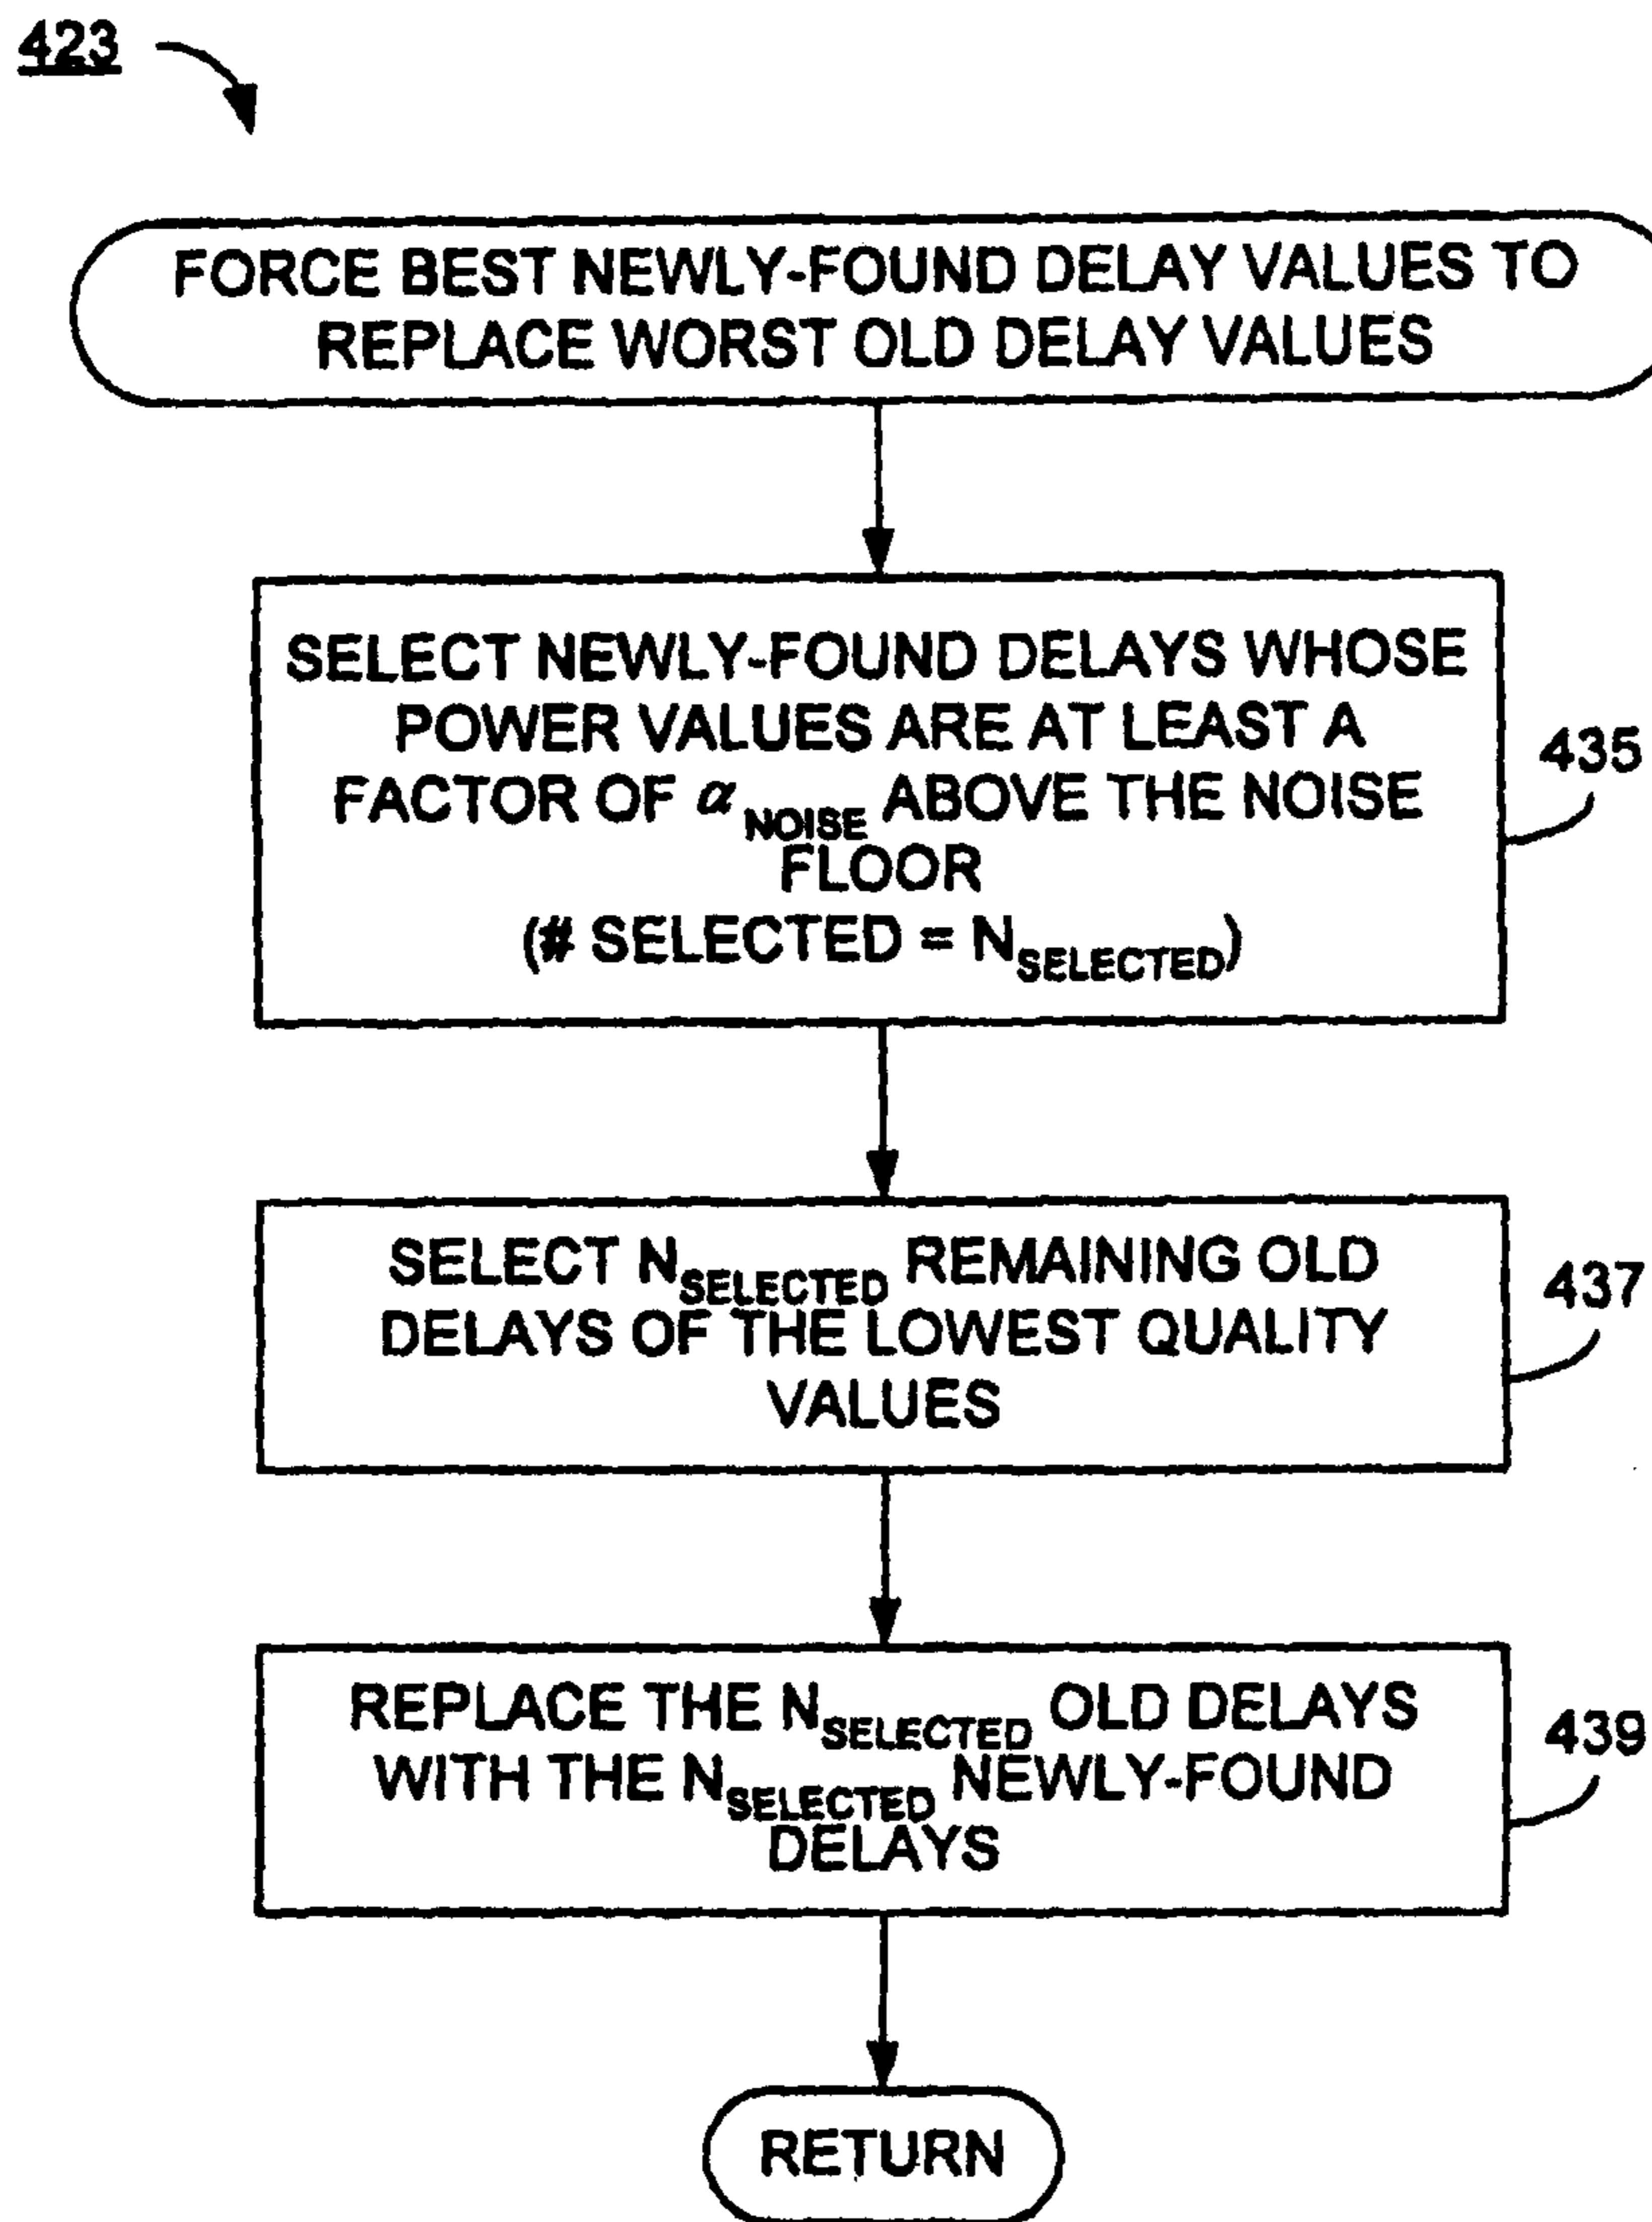 423
FORCE BEST NEWLY-FOUND DELAY VALUES TO
REPLACE WORST OLD DELAY VALUES
SELECT NEWLY-FOUND DELAYS WHOSE
POWER VALUES ARE AT LEAST A
FACTOR OF α NOISE ABOVE THE NOISE
FLOOR
(# SELECTED = NSELECTED)
435
SELECT NSELECTED REMAINING OLD
DELAYS OF THE LOWEST QUALITY
VALUES
437
REPLACE THE NSELECTED OLD DELAYS
WITH THE NSELECTED NEWLY-FOUND
DELAYS
439
RETURN